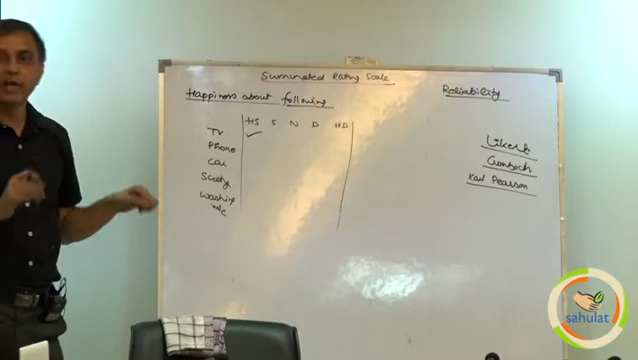 Summated Rating Scale
Happiness about following
HS S N D HD
TV
Phone
Car
Scooty
Washing
m/c
Reliability
Likert
Cronbach
Karl Pearson
sahulat